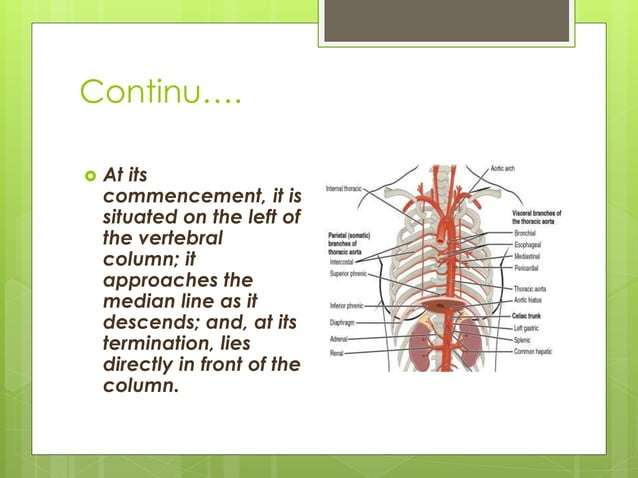 Continu....
At its
commencement, it is
situated on the left of
the vertebral
column; it
approaches the
median line as it
descends; and, at its
termination, lies
directly in front of the
column.
Aortic arch
Internal thoracic
Visceral branches of
the thoracic aorta
Bronchial
Esophageal
Mediastinal
Pericardial
Parietal (somatic)
branches of
thoracic aorta
Intercostal
Superior phrenic
Thoracic aorta
Aortic hiatus
Inferior phrenic
Celiac trunk
Diaphragm
Left gastric
Adrenal
Splenic
Renal
Common hepatic